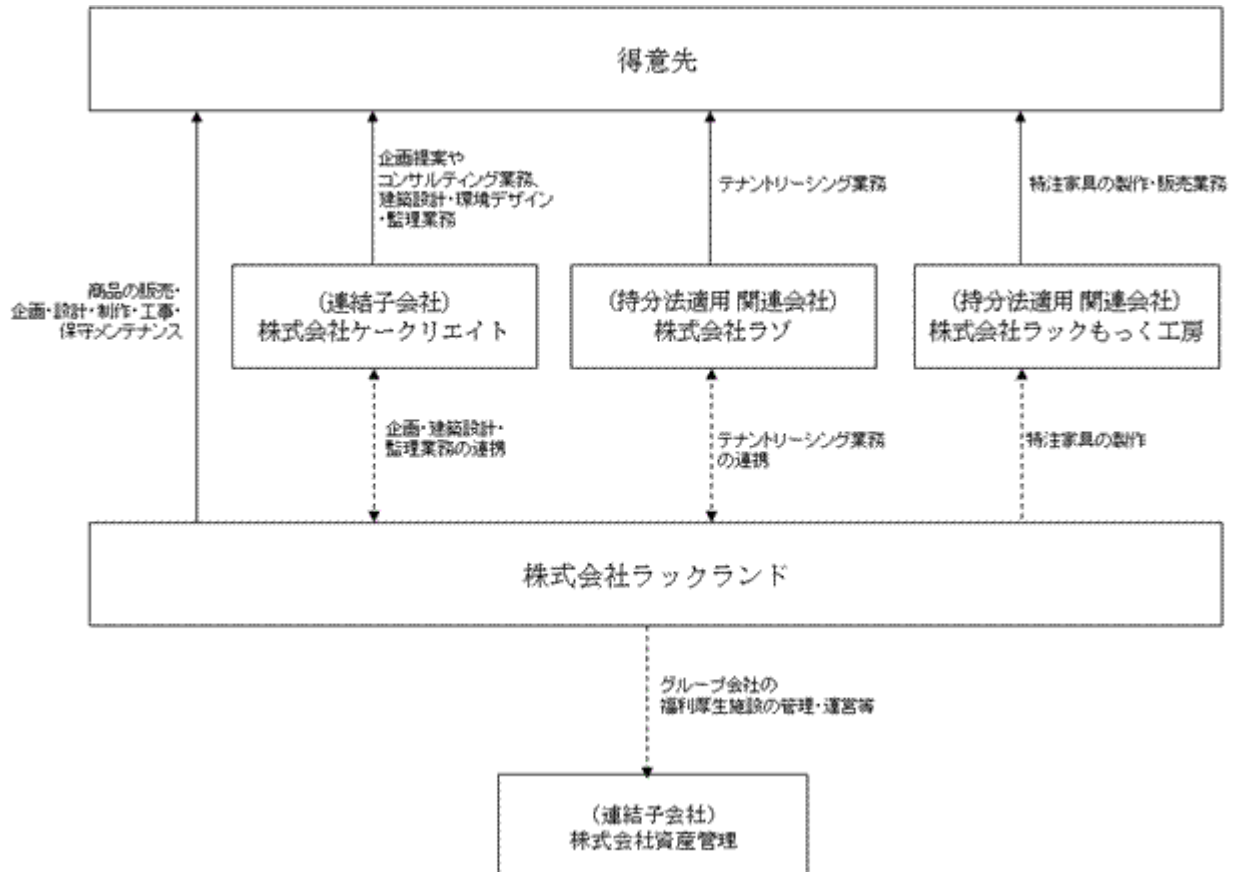 得意先
企画提案や
コンサルティング業務、
建築設計・環境デザイン
・監理業務
テナントリーシング業務
特注家具の製作・販売業務
商品の販売・
企画・設計・制作・工事・
保守メンテナンス
(連結子会社)
株式会社ケークリエイト
(持分法適用 関連会社)
株式会社ラゾ
(持分法適用 関連会社)
株式会社ラックもっく工房
企画・建築設計・
監理業務の連携
テナントリーシング業務
の連携
特注家具の製作
株式会社ラックランド
グループ会社の
福利厚生施設の管理・運営等
(連結子会社)
株式会社資産管理